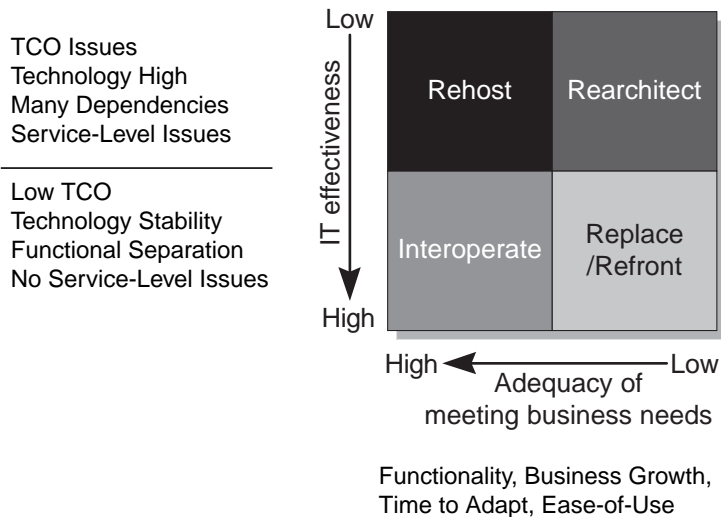 TCO Issues
Technology High
Many Dependencies
Service-Level Issues
Low TCO
Technology Stability
Functional Separation
No Service-Level Issues
Low
IT effectiveness
High
Rehost
Rearchitect
Interoperate
Replace
/Refront
High
Low
Adequacy of
meeting business needs
Functionality, Business Growth,
Time to Adapt, Ease-of-Use